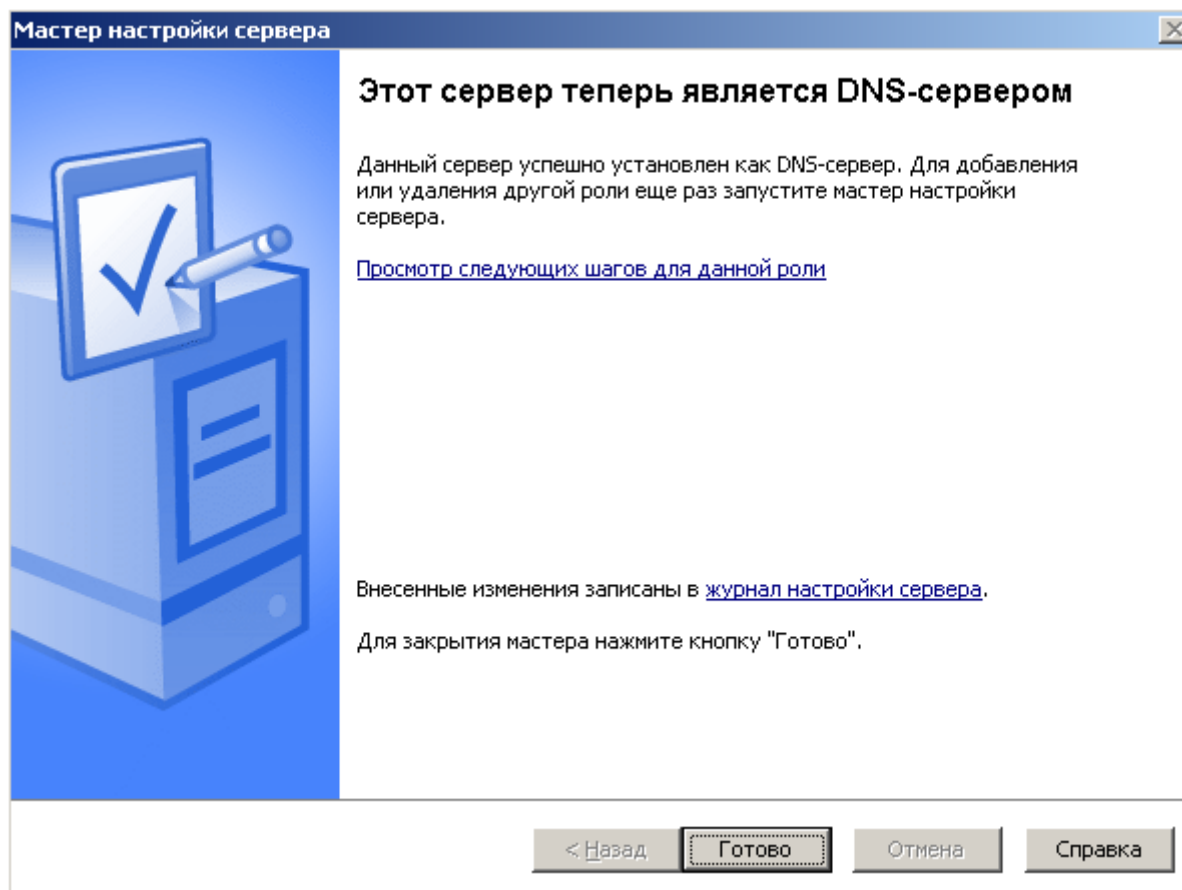 Мастер настройки сервера
Этот сервер теперь является DNS-сервером
Данный сервер успешно установлен как DNS-сервер. Для добавления
или удаления другой роли еще раз запустите мастер настройки
сервера.
Просмотр следующих шагов для данной роли
Внесенные изменения записаны в журнал настройки сервера.
Для закрытия мастера нажмите кнопку "Готово".
< Назад Готово Отмена Справка